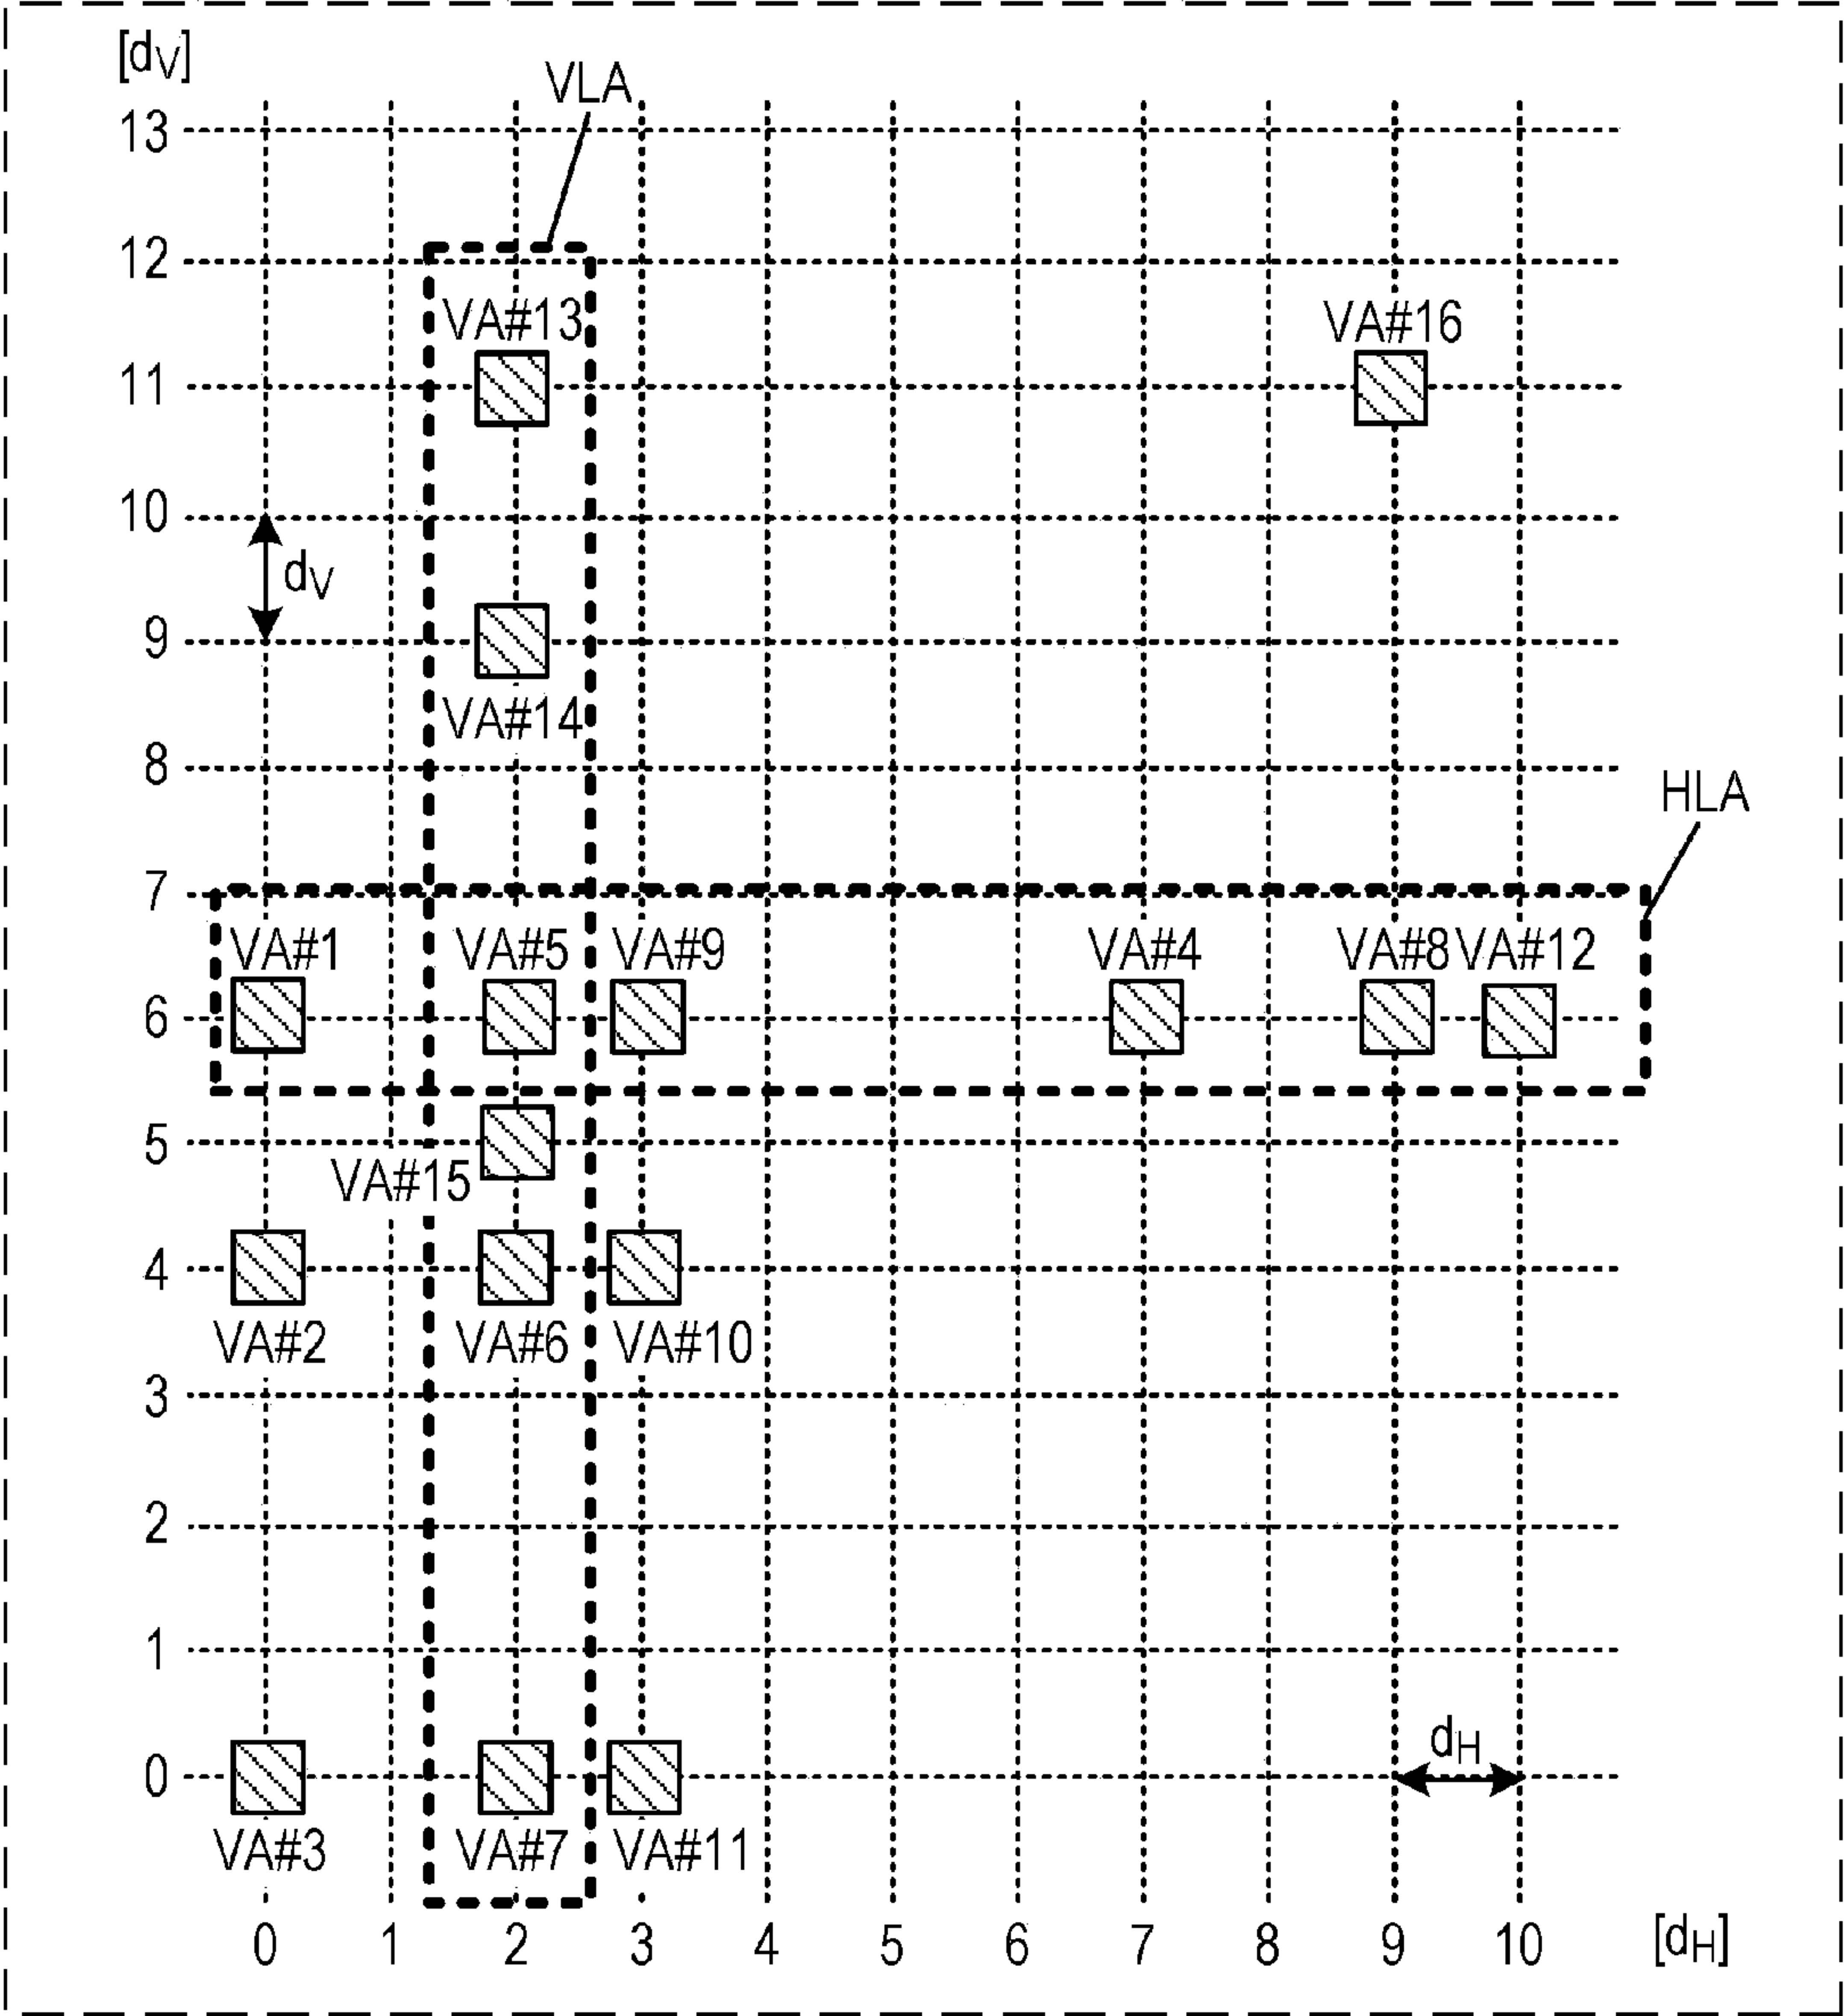 [dV]
VLA
13
12
VA#13
VA#16
11
10
dV
9
VA#14
8
HLA
7
VA#1 VA#5 VA#9 VA#4 VA#8 VA#12
6
5
VA#15
4
VA#2 VA#6 VA#10
3
2
1
dH
0
VA#3 VA#7 VA#11
0 1 2 3 4 5 6 7 8 9 10 [dH]